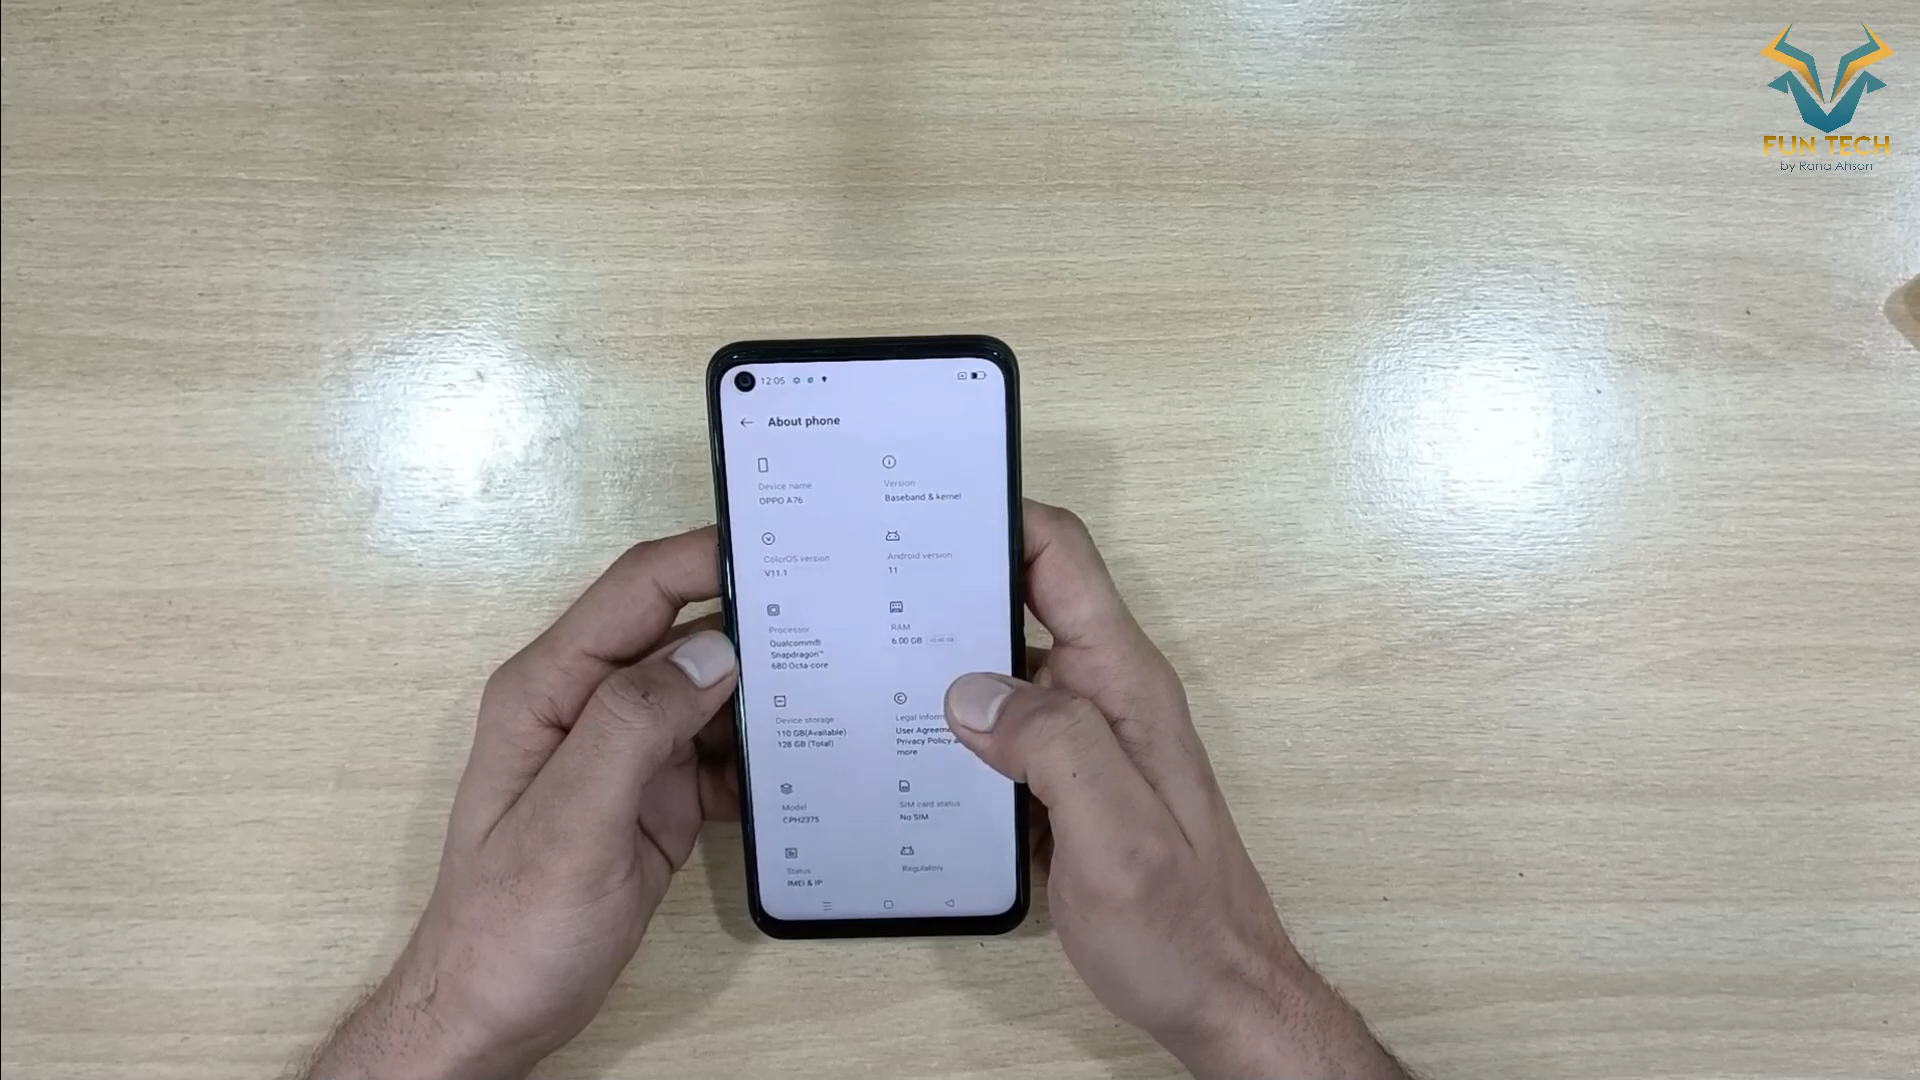 FUN TECH
by Rana Ahsan
12:05
About phone
Device name
OPPO A76
Version
Baseband & kernel
ColorOS version
V11.1
Android version
11
Processor
Qualcomm®
Snapdragon™
680 Octa-core
RAM
6.00 GB
Device storage
110 GB(Available)
128 GB (Total)
Legal inform
User Agreeme
Privacy Policy a
more
Model
CPH2375
SIM card status
No SIM
Status
IMEI & IP
Regulatory